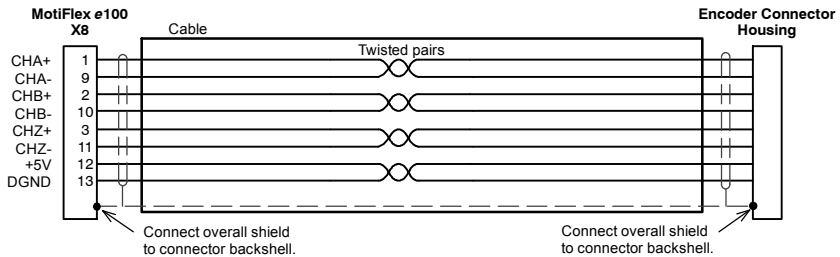 MotiFlex e100
X8
Encoder Connector
Housing
Cable
Twisted pairs
CHA+ 1
CHA- 9
CHB+ 2
CHB- 10
CHZ+ 3
CHZ- 11
+5V 12
DGND 13
Connect overall shield
to connector backshell.
Connect overall shield
to connector backshell.